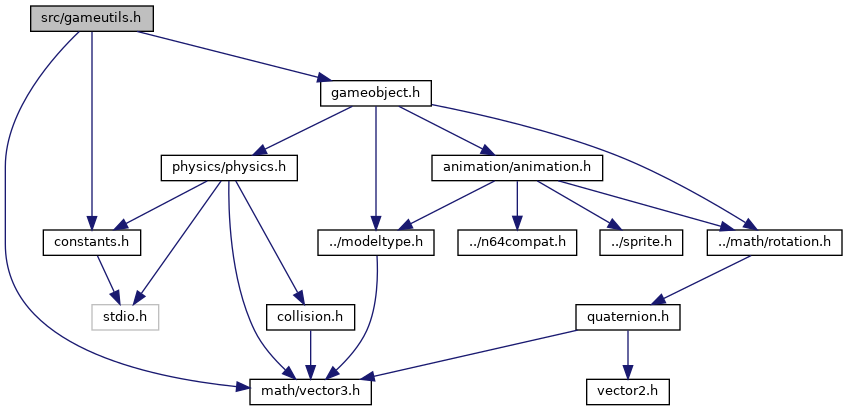 src/gameutils.h
gameobject.h
physics/physics.h
animation/animation.h
constants.h
../modeltype.h
../n64compat.h
../sprite.h
../math/rotation.h
stdio.h
collision.h
quaternion.h
math/vector3.h
vector2.h